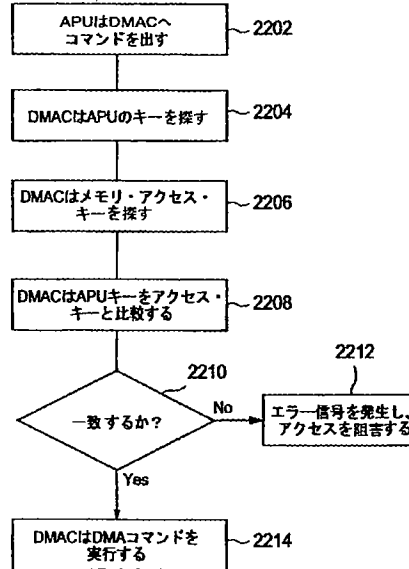 APUはDMACへ
コマンドを出す
2202
DMACはAPUのキーを探す
2204
DMACはメモリ・アクセス・
キーを探す
2206
DMACはAPUキーをアクセス・
キーと比較する
2208
2210
一致するか？
No
2212
エラー信号を発生し、
アクセスを阻害する
Yes
DMACはDMAコマンドを
実行する
2214